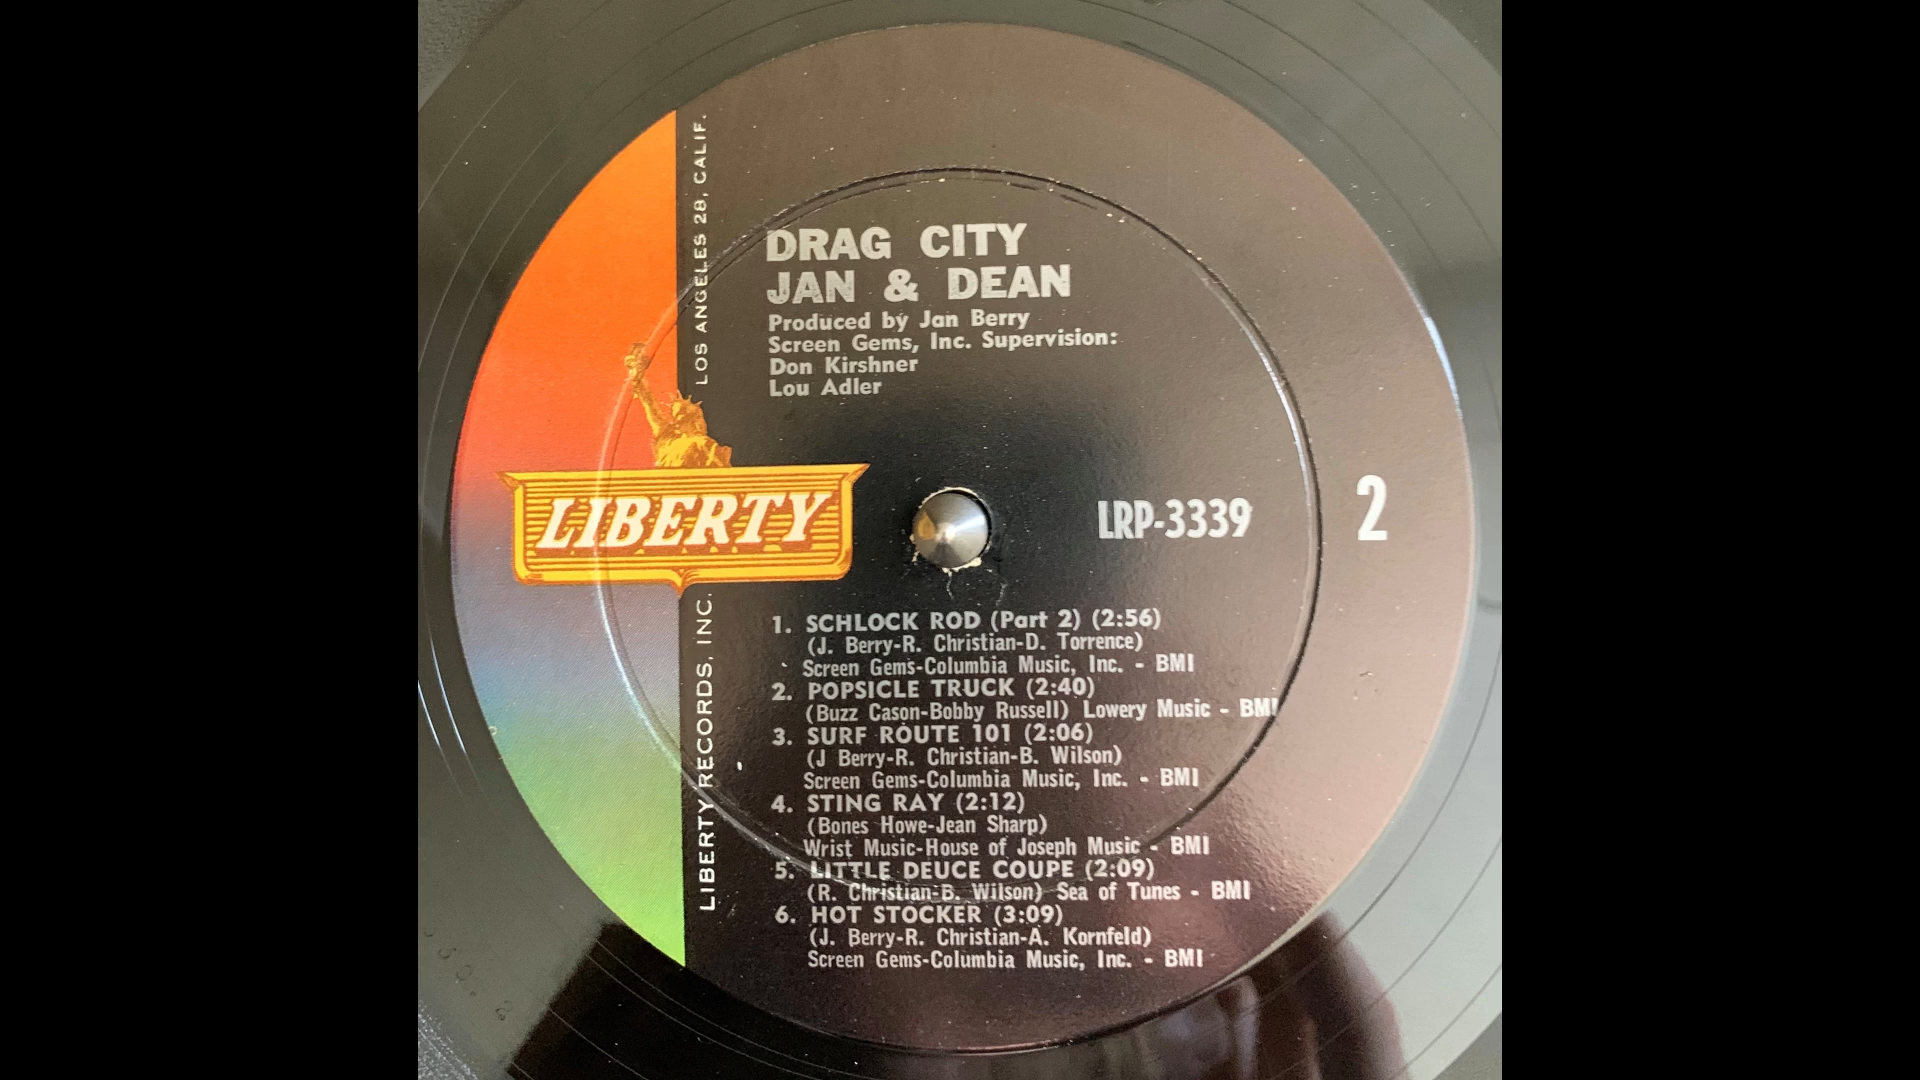 LOS ANGELES 28, CALIF.
DRAG CITY
JAN & DEAN
Produced by Jan Berry
Screen Gems, Inc. Supervision:
Don Kirshner
Lou Adler
LIBERTY
LRP-3339
2
LIBERTY RECORDS, INC.
1. SCHLOCK ROD (Part 2) (2:56)
(J. Berry-R. Christian-D. Torrence)
Screen Gems-Columbia Music, Inc. - BMI
2. POPSICLE TRUCK (2:40)
(Buzz Cason-Bobby Russell) Lowery Music - BMI
3. SURF ROUTE 101 (2:06)
(J Berry-R. Christian-B. Wilson)
Screen Gems-Columbia Music, Inc. - BMI
4. STING RAY (2:12)
(Bones Howe-Jean Sharp)
Wrist Music-House of Joseph Music - BMI
5. LITTLE DEUCE COUPE (2:09)
(R. Christian-B. Wilson) Sea of Tunes - BMI
6. HOT STOCKER (3:09)
(J. Berry-R. Christian-A. Kornfeld)
Screen Gems-Columbia Music, Inc. - BMI